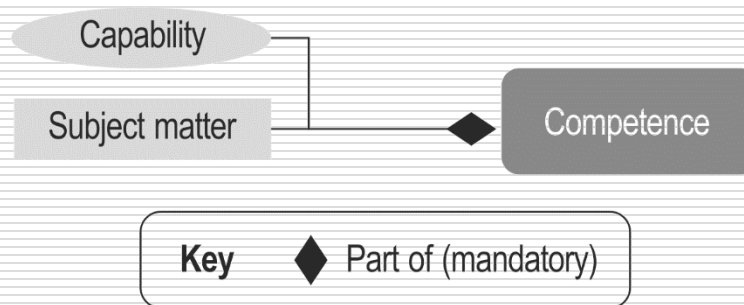 Capability
Subject matter
Competence
Key Part of (mandatory)